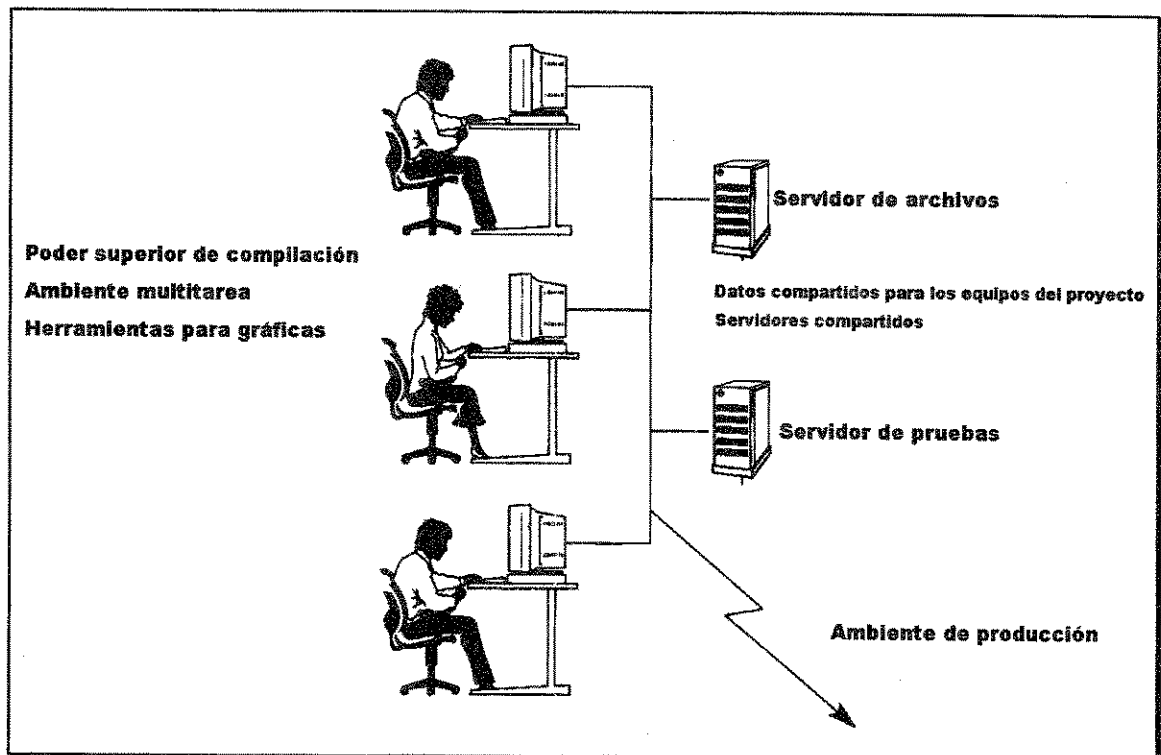 Poder superior de compilación
Ambiente multitarea
Herramientas para gráficas
Servidor de archivos
Datos compartidos para los equipos del proyecto
Servidores compartidos
Servidor de pruebas
Ambiente de producción